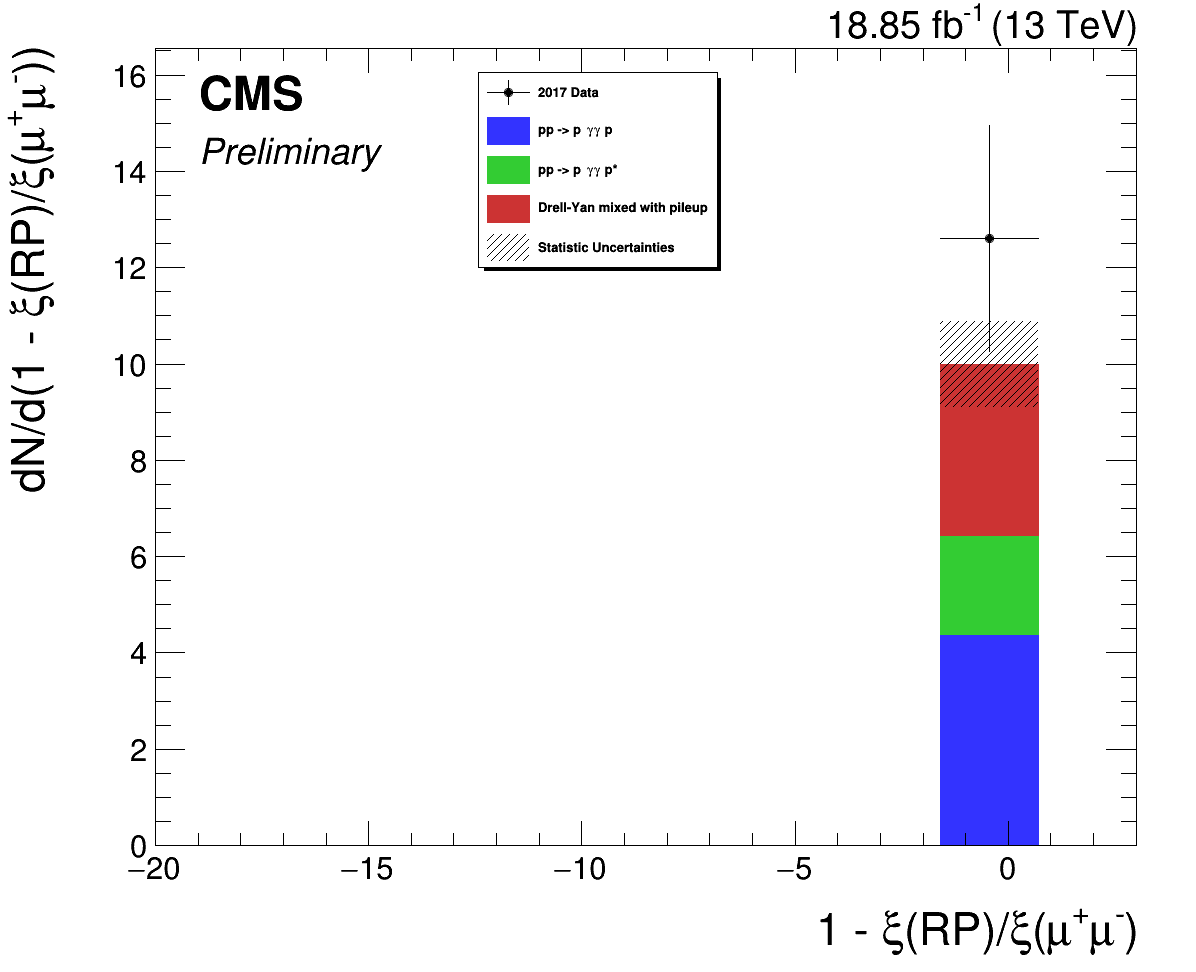 18.85 fb⁻¹ (13 TeV)
CMS
Preliminary
2017 Data
pp -> p γγ p
pp -> p γγ p*
Drell-Yan mixed with pileup
Statistic Uncertainties
dN/d(1 - ξ(RP)/ξ(μ⁺μ⁻))
16
14
12
10
8
6
4
2
0
−20 −15 −10 −5 0
1 - ξ(RP)/ξ(μ⁺μ⁻)